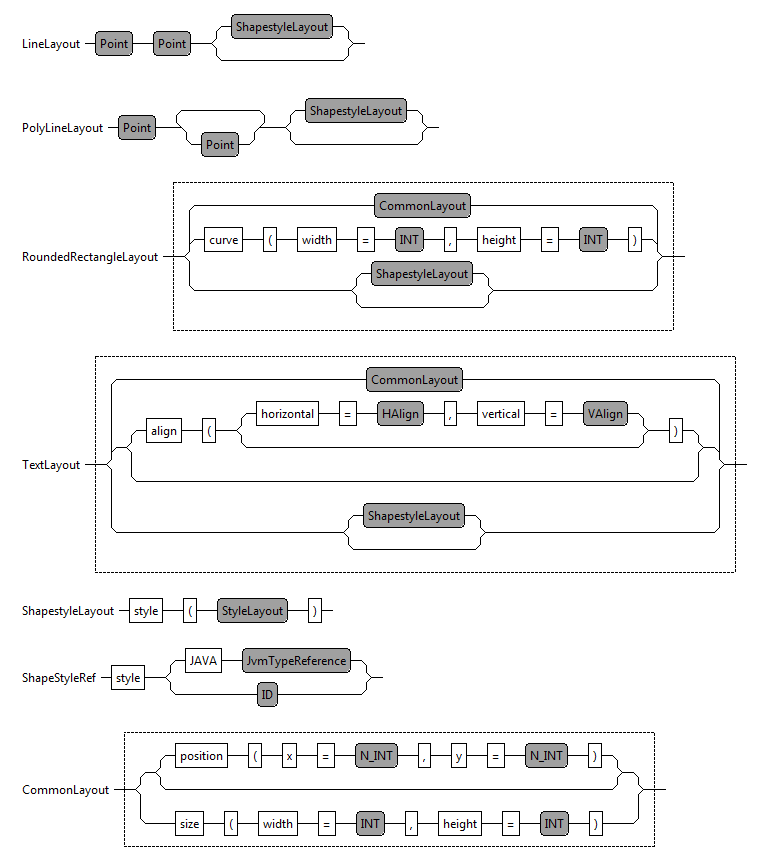 ShapestyleLayout
LineLayout Point Point
ShapestyleLayout
PolyLineLayout Point
Point
CommonLayout
curve ( width = INT , height = INT )
RoundedRectangleLayout
ShapestyleLayout
CommonLayout
horizontal = HAlign , vertical = VAlign
align ( )
TextLayout
ShapestyleLayout
ShapestyleLayout style ( StyleLayout )
JAVA JvmTypeReference
ShapeStyleRef style
ID
position ( x = N_INT , y = N_INT )
CommonLayout
size ( width = INT , height = INT )